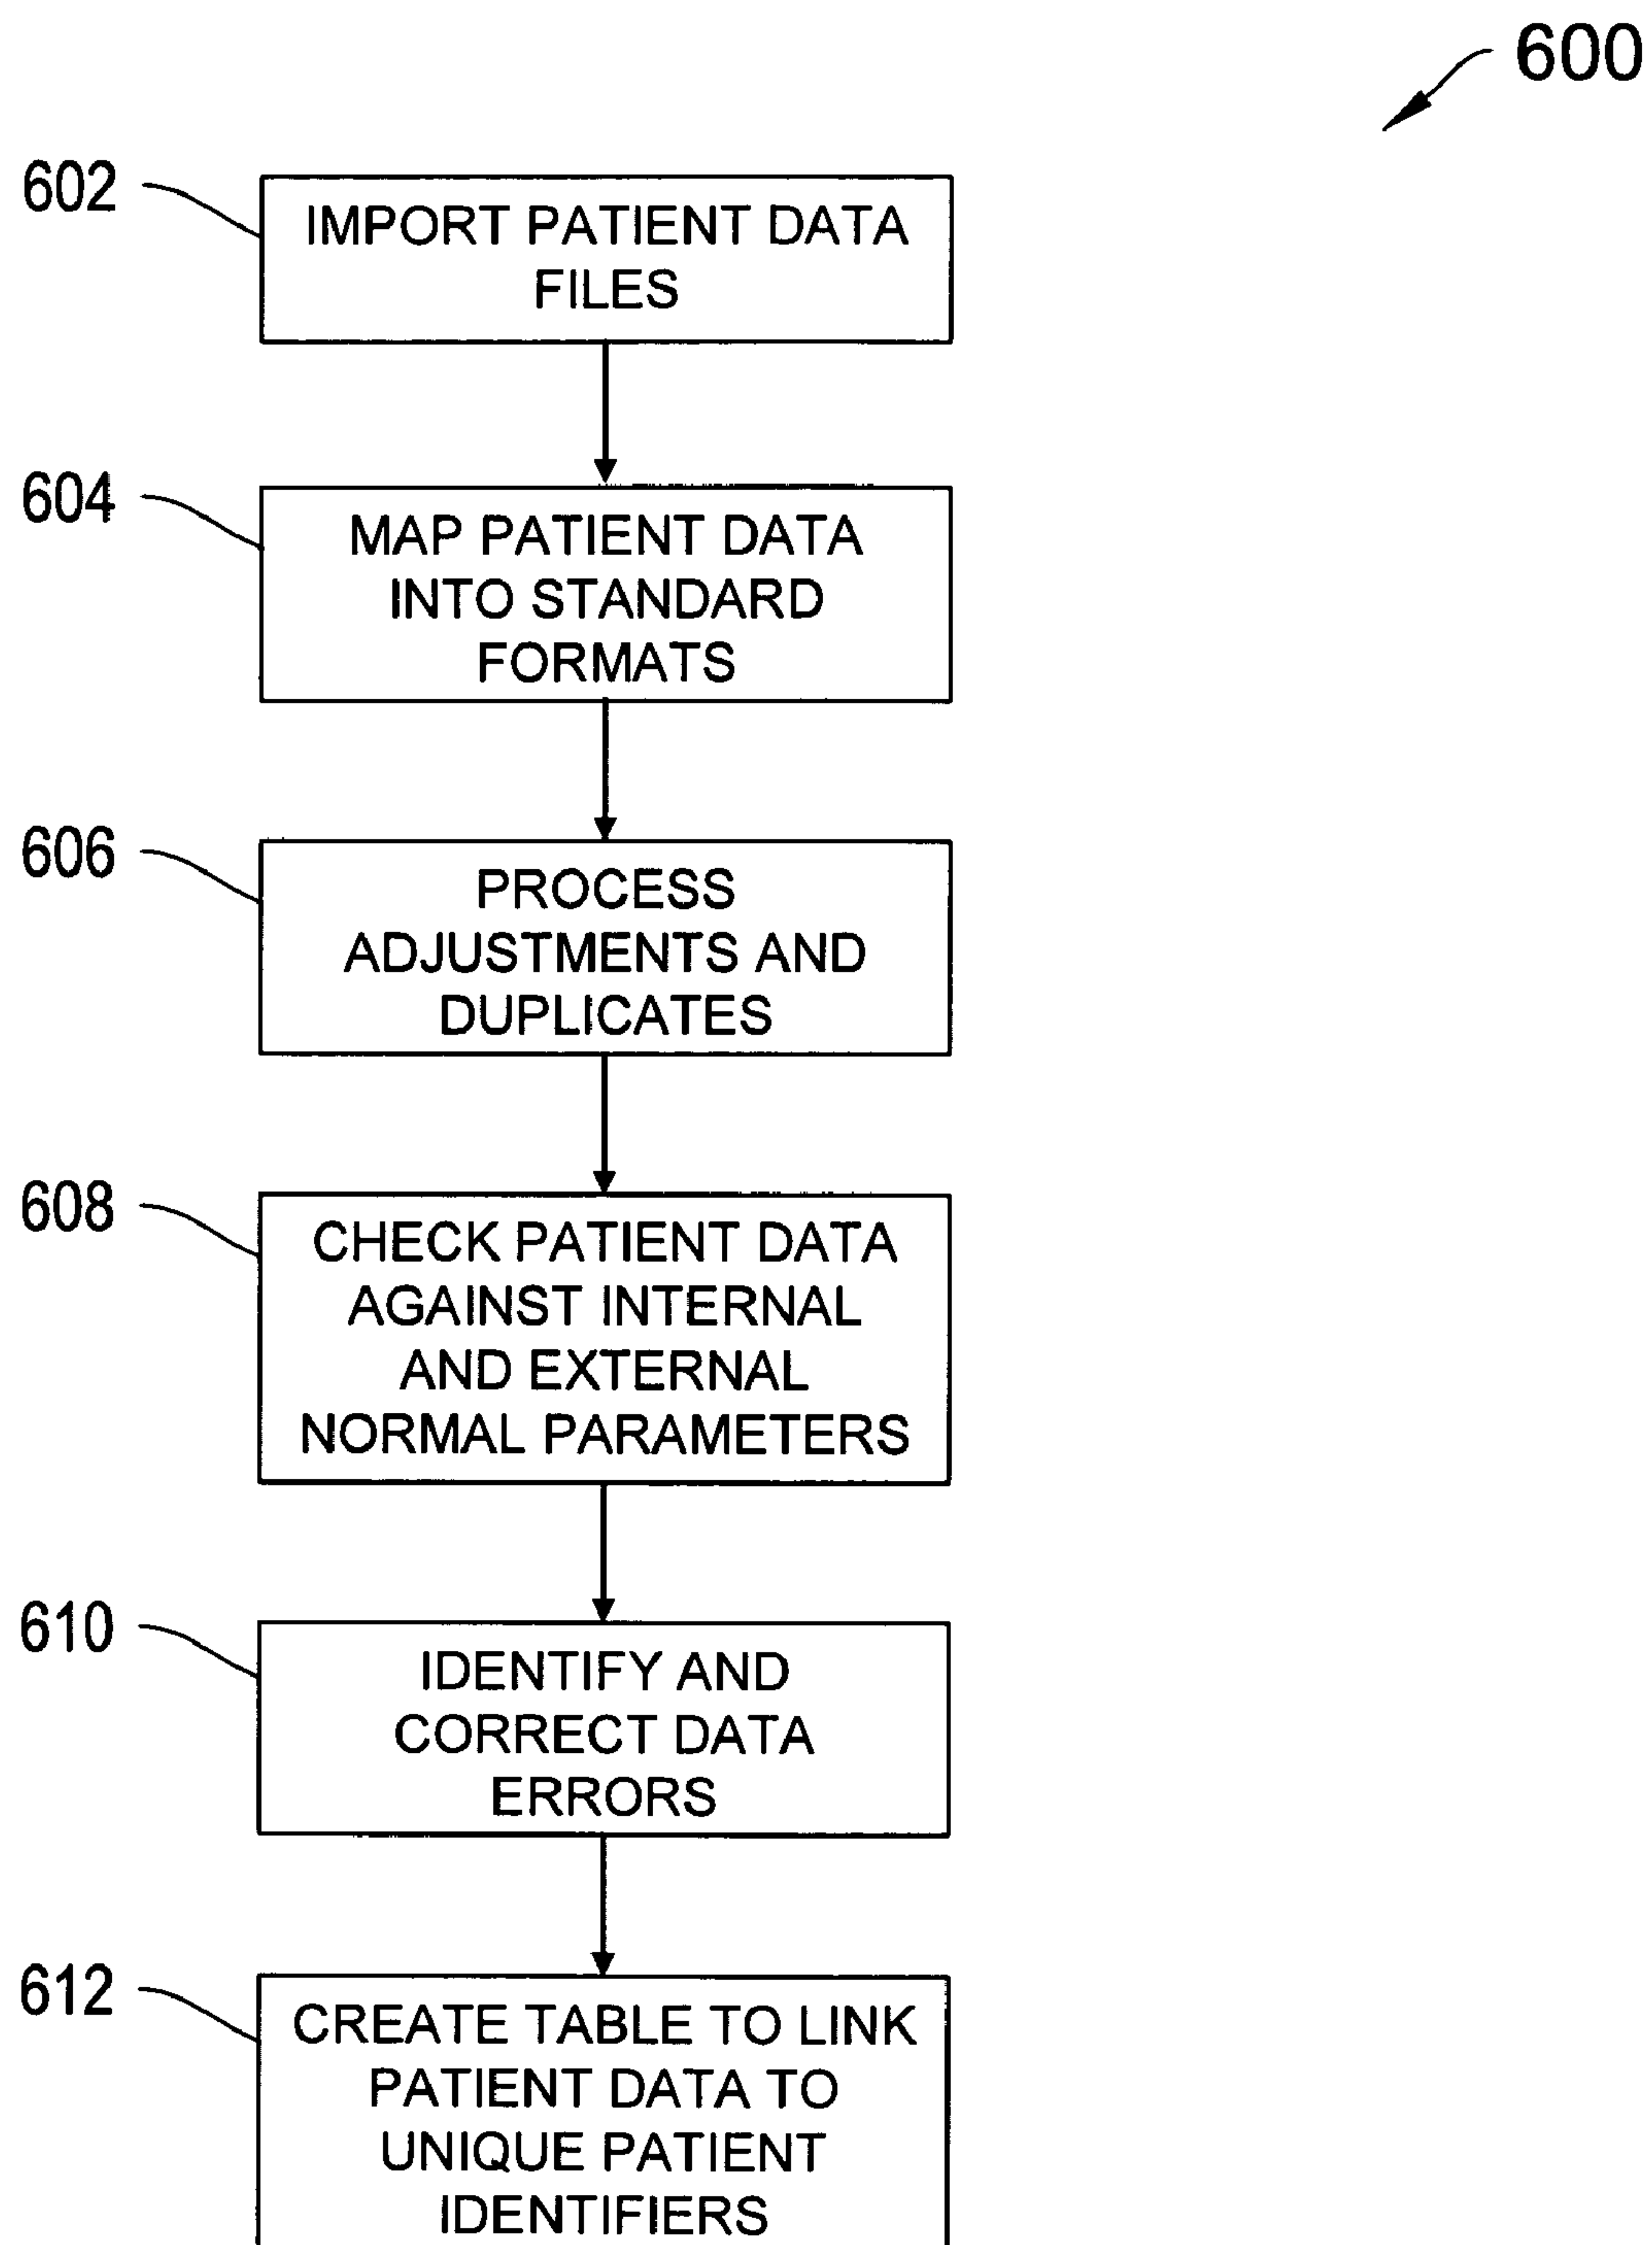 600
602
IMPORT PATIENT DATA
FILES
604
MAP PATIENT DATA
INTO STANDARD
FORMATS
606
PROCESS
ADJUSTMENTS AND
DUPLICATES
608
CHECK PATIENT DATA
AGAINST INTERNAL
AND EXTERNAL
NORMAL PARAMETERS
610
IDENTIFY AND
CORRECT DATA
ERRORS
612
CREATE TABLE TO LINK
PATIENT DATA TO
UNIQUE PATIENT
IDENTIFIERS